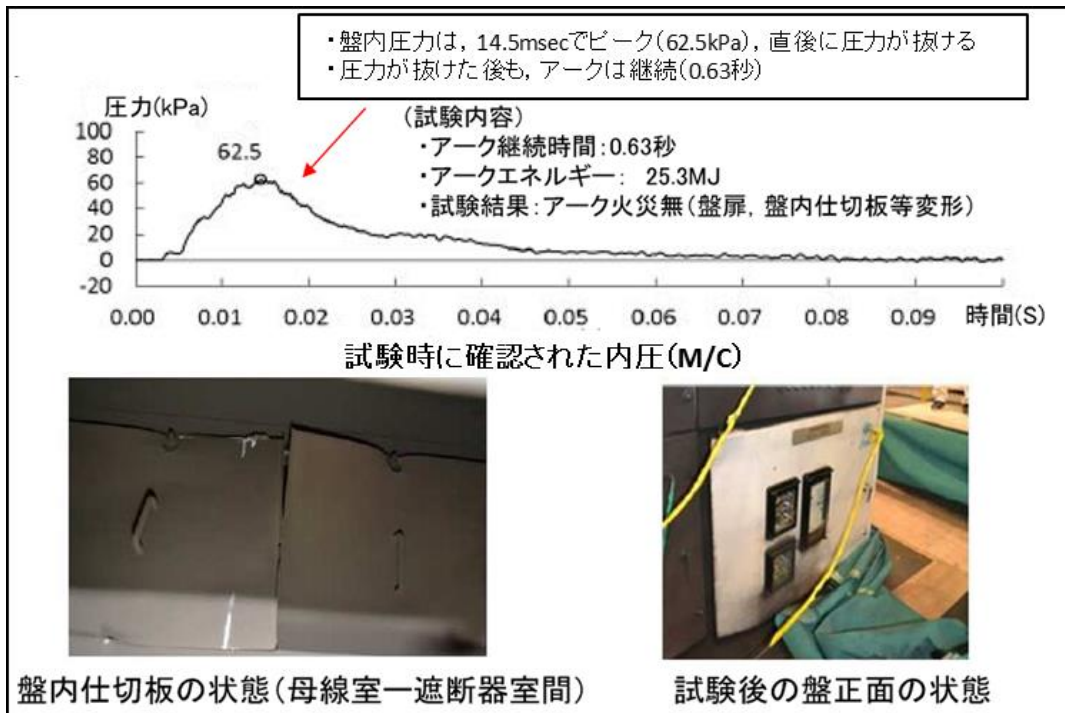 ・盤内圧力は，14.5msecでピーク(62.5kPa)，直後に圧力が抜ける
・圧力が抜けた後も，アークは継続(0.63秒)
圧力(kPa)
(試験内容)
・アーク継続時間：0.63秒
・アークエネルギー：　25.3MJ
・試験結果：アーク火災無(盤扉，盤内仕切板等変形)
62.5
100
80
60
40
20
0
-20
0.00 0.01 0.02 0.03 0.04 0.05 0.06 0.07 0.08 0.09 時間(S)
試験時に確認された内圧(M/C)
盤内仕切板の状態(母線室ー遮断器室間)
試験後の盤正面の状態